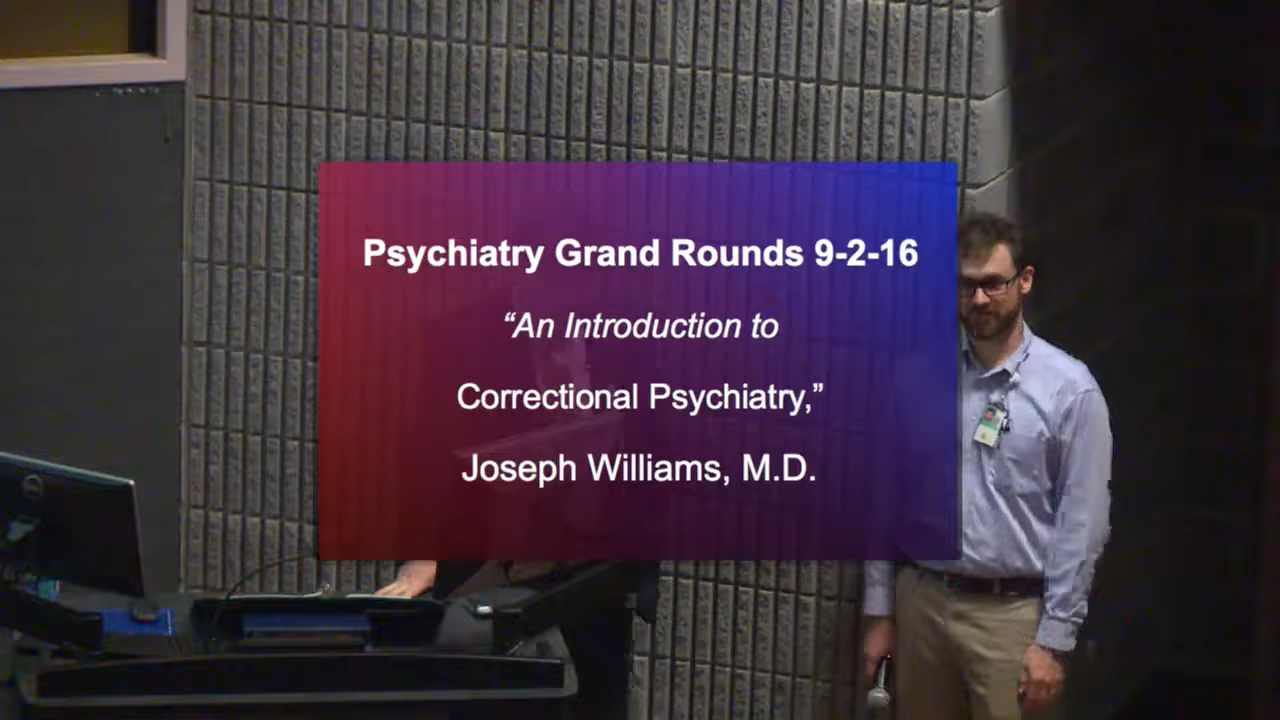 Psychiatry Grand Rounds 9-2-16
“An Introduction to
Correctional Psychiatry,”
Joseph Williams, M.D.